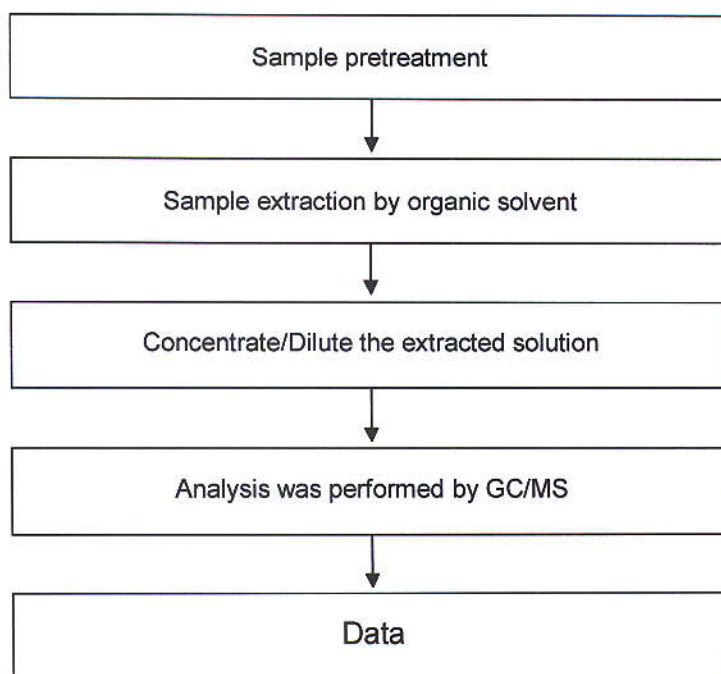 Sample pretreatment
Sample extraction by organic solvent
Concentrate/Dilute the extracted solution
Analysis was performed by GC/MS
Data